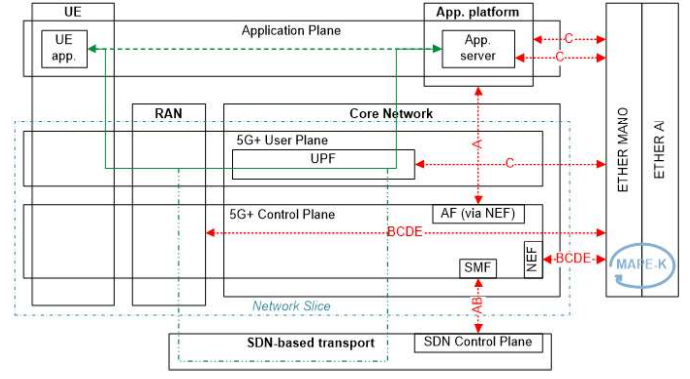 UE
App. platform
Application Plane
UE
app.
App.
server
C
C
RAN
Core Network
A
5G+ User Plane
UPF
C
ETHER MANO
ETHER AI
5G+ Control Plane
AF (via NEF)
BCDE
NEF
BCDE
SMF
MAPE-K
Network Slice
AB
SDN-based transport
SDN Control Plane